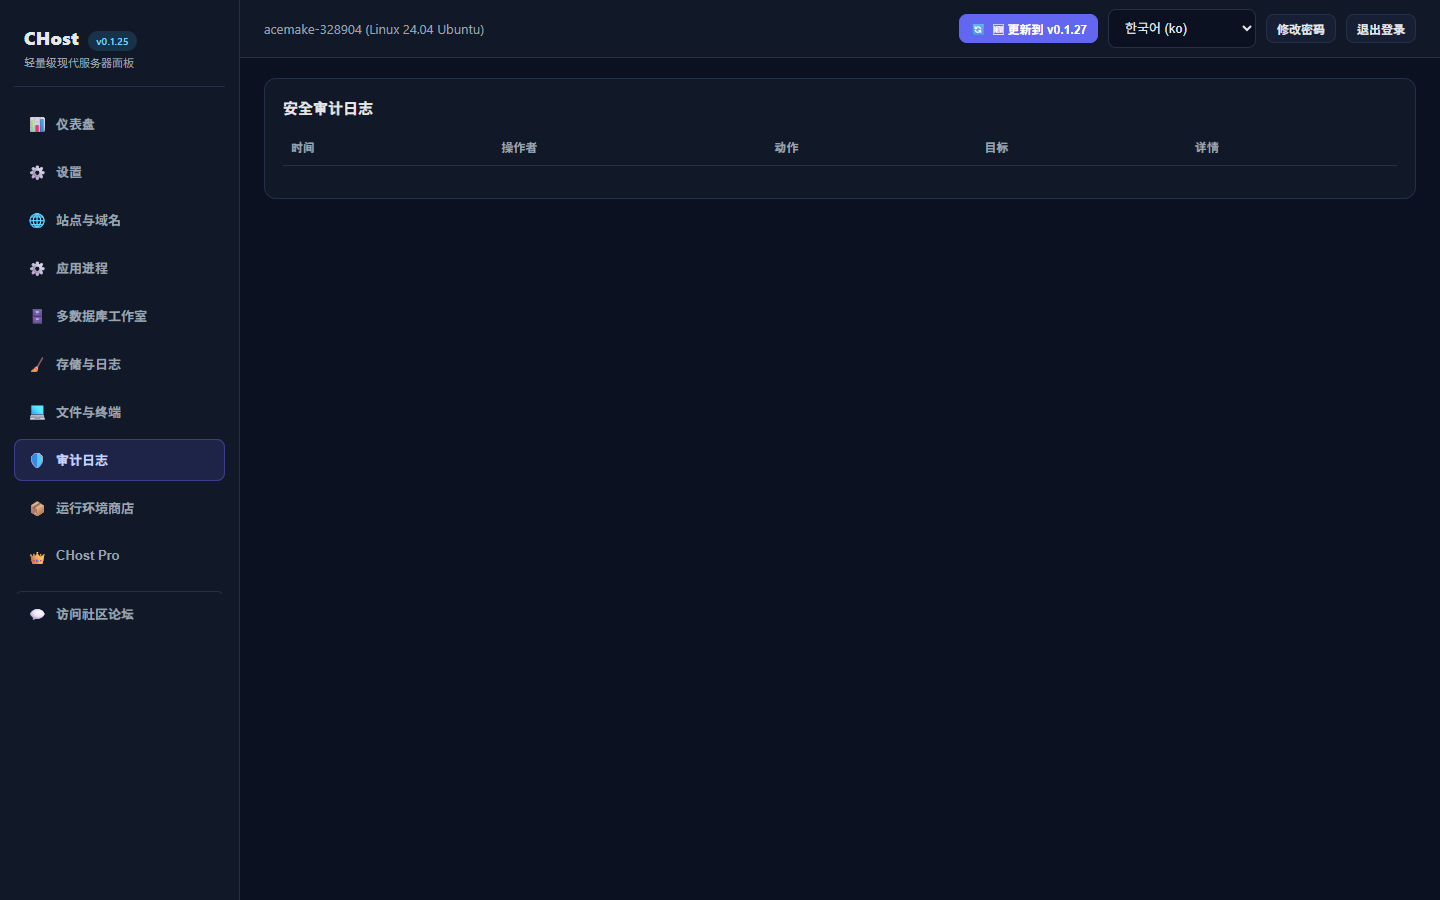 CHost v0.1.25
轻量级现代服务器面板
仪表盘
设置
站点与域名
应用进程
多数据库工作室
存储与日志
文件与终端
审计日志
运行环境商店
CHost Pro
访问社区论坛
acemake-328904 (Linux 24.04 Ubuntu)
🔄 🆕 更新到 v0.1.27
한국어 (ko)
修改密码
退出登录
安全审计日志
时间 操作者 动作 目标 详情